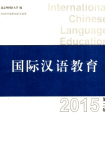 International
Chinese
Language
Education
国际汉语教育
2015